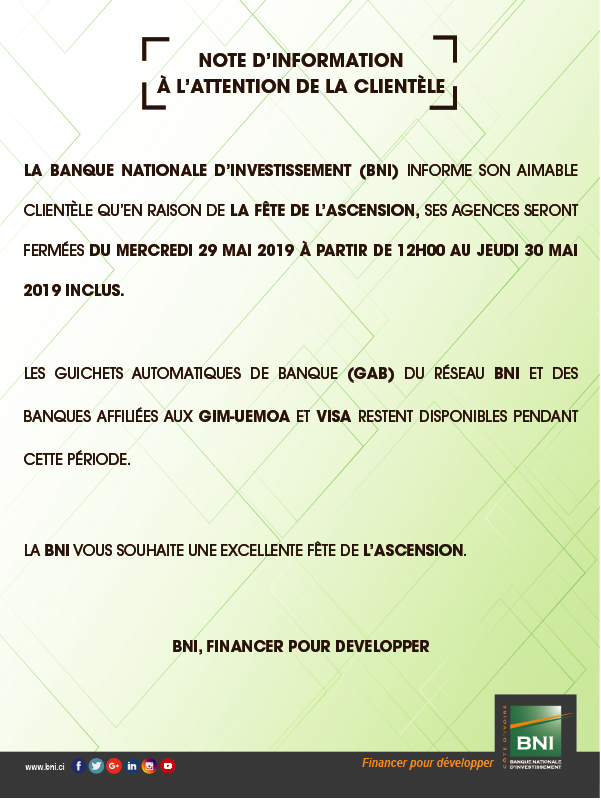 NOTE D'INFORMATION
À L'ATTENTION DE LA CLIENTÈLE
LA BANQUE NATIONALE D'INVESTISSEMENT (BNI) INFORME SON AIMABLE
CLIENTÈLE QU'EN RAISON DE LA FÊTE DE L'ASCENSION, SES AGENCES SERONT
FERMÉES DU MERCREDI 29 MAI 2019 À PARTIR DE 12H00 AU JEUDI 30 MAI
2019 INCLUS.
LES GUICHETS AUTOMATIQUES DE BANQUE (GAB) DU RÉSEAU BNI ET DES
BANQUES AFFILIÉES AUX GIM-UEMOA ET VISA RESTENT DISPONIBLES PENDANT
CETTE PÉRIODE.
LA BNI VOUS SOUHAITE UNE EXCELLENTE FÊTE DE L'ASCENSION.
BNI, FINANCER POUR DEVELOPPER
www.bni.ci
Financer pour développer
CÔTE D'IVOIRE
BNI
BANQUE NATIONALE
D'INVESTISSEMENT